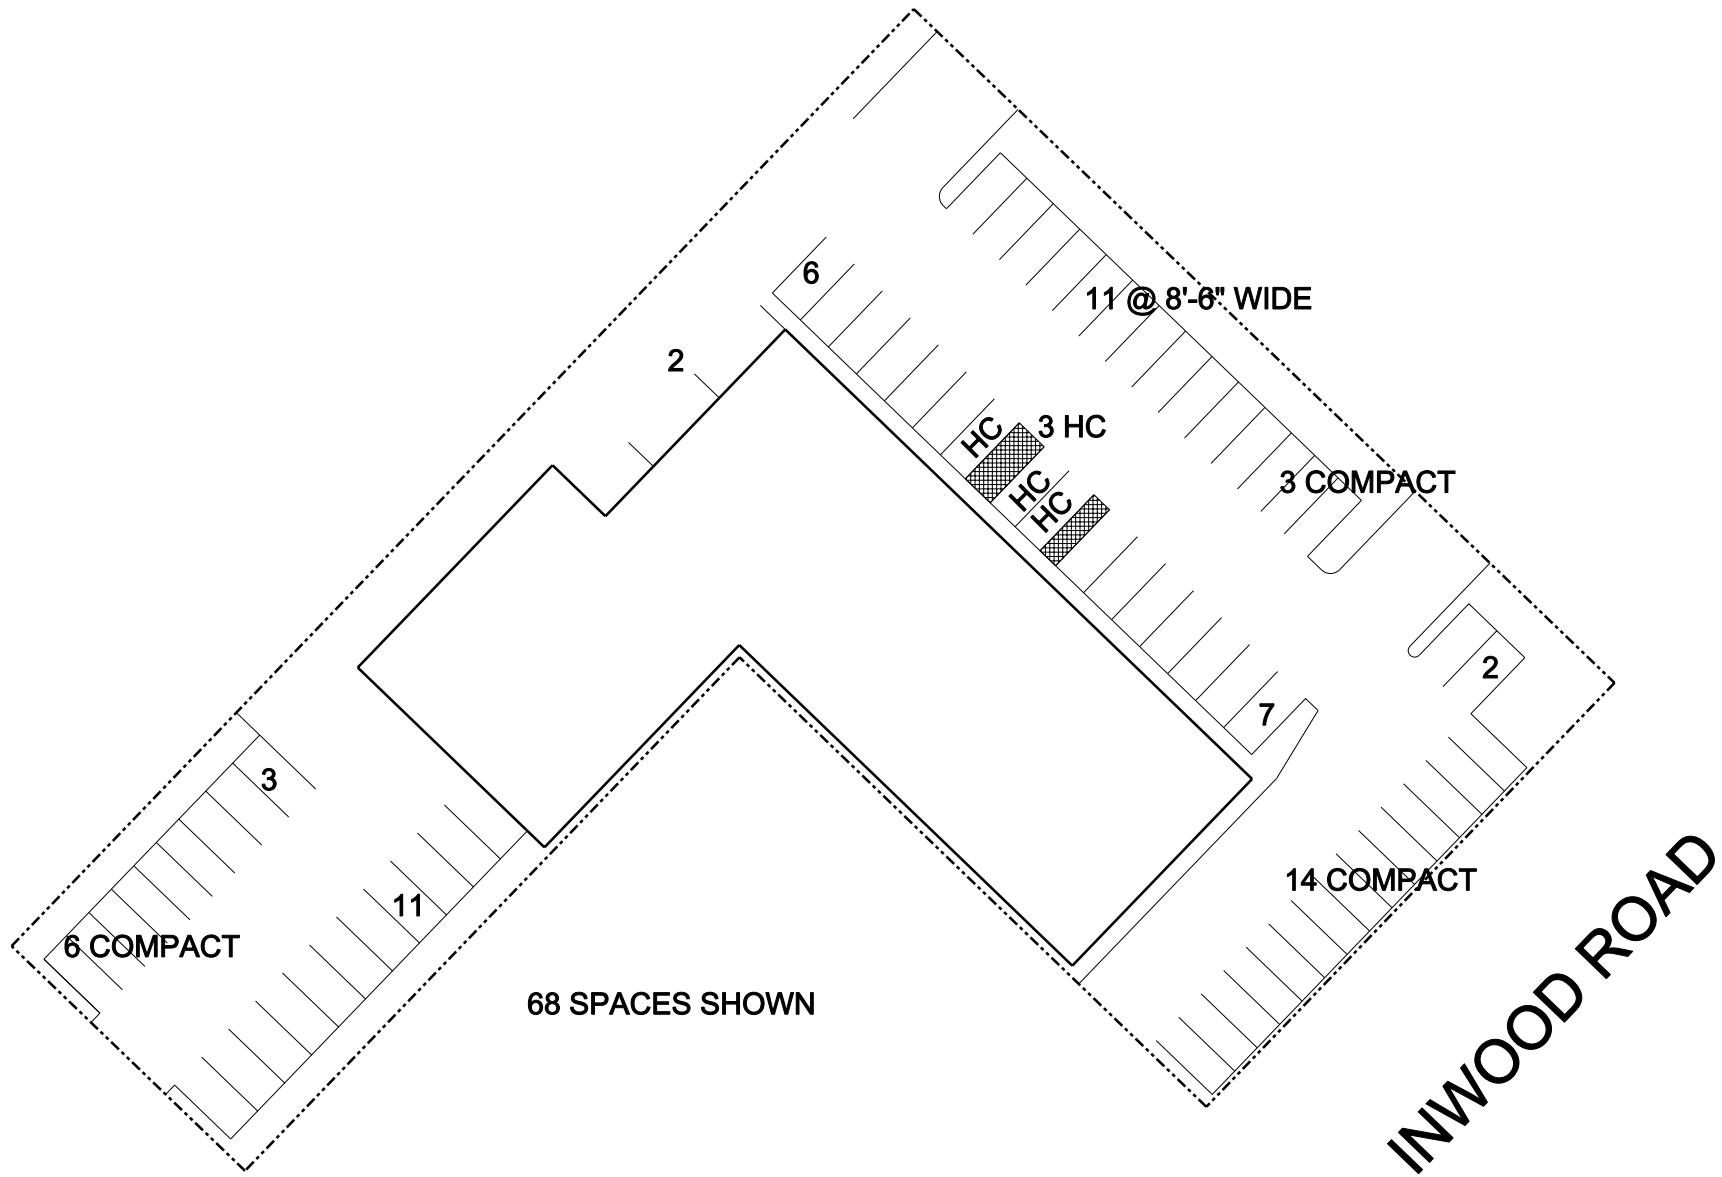 6
11 @ 8'-6" WIDE
2
HC
3 HC
HC
HC
3 COMPACT
2
7
3
14 COMPACT
11
6 COMPACT
68 SPACES SHOWN
INWOOD ROAD